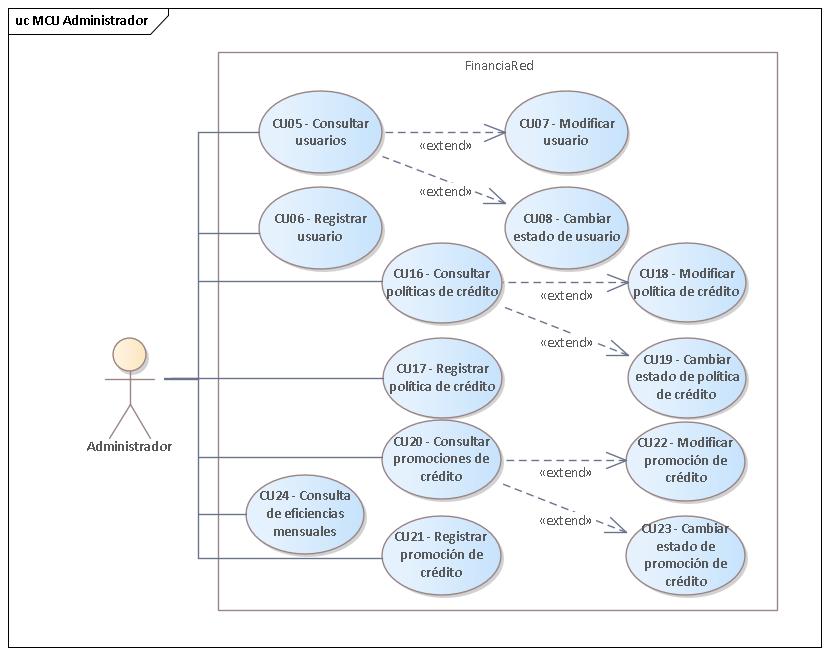 uc MCU Administrador
FinanciaRed
CU05 - Consultar
usuarios
«extend»
CU07 - Modificar
usuario
«extend»
CU08 - Cambiar
estado de usuario
CU06 - Registrar
usuario
CU16 - Consultar
políticas de crédito
«extend»
CU18 - Modificar
política de crédito
«extend»
CU19 - Cambiar
estado de política
de crédito
CU17 - Registrar
política de crédito
Administrador
CU20 - Consultar
promociones de
crédito
«extend»
CU22 - Modificar
promoción de
crédito
«extend»
CU23 - Cambiar
estado de
promoción de
crédito
CU24 - Consulta
de eficiencias
mensuales
CU21 - Registrar
promoción de
crédito